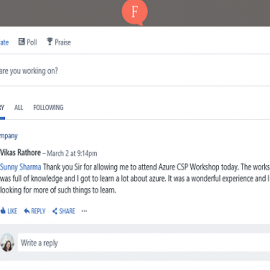 F
Poll Praise
are you working on?
ALL FOLLOWING
Vikas Rathore – March 2 at 9:14pm
Sunny Sharma Thank you Sir for allowing me to attend Azure CSP Workshop today. The works
was full of knowledge and I got to learn a lot about azure. It was a wonderful experience and I
looking for more of such things to learn.
LIKE REPLY SHARE ...
Write a reply